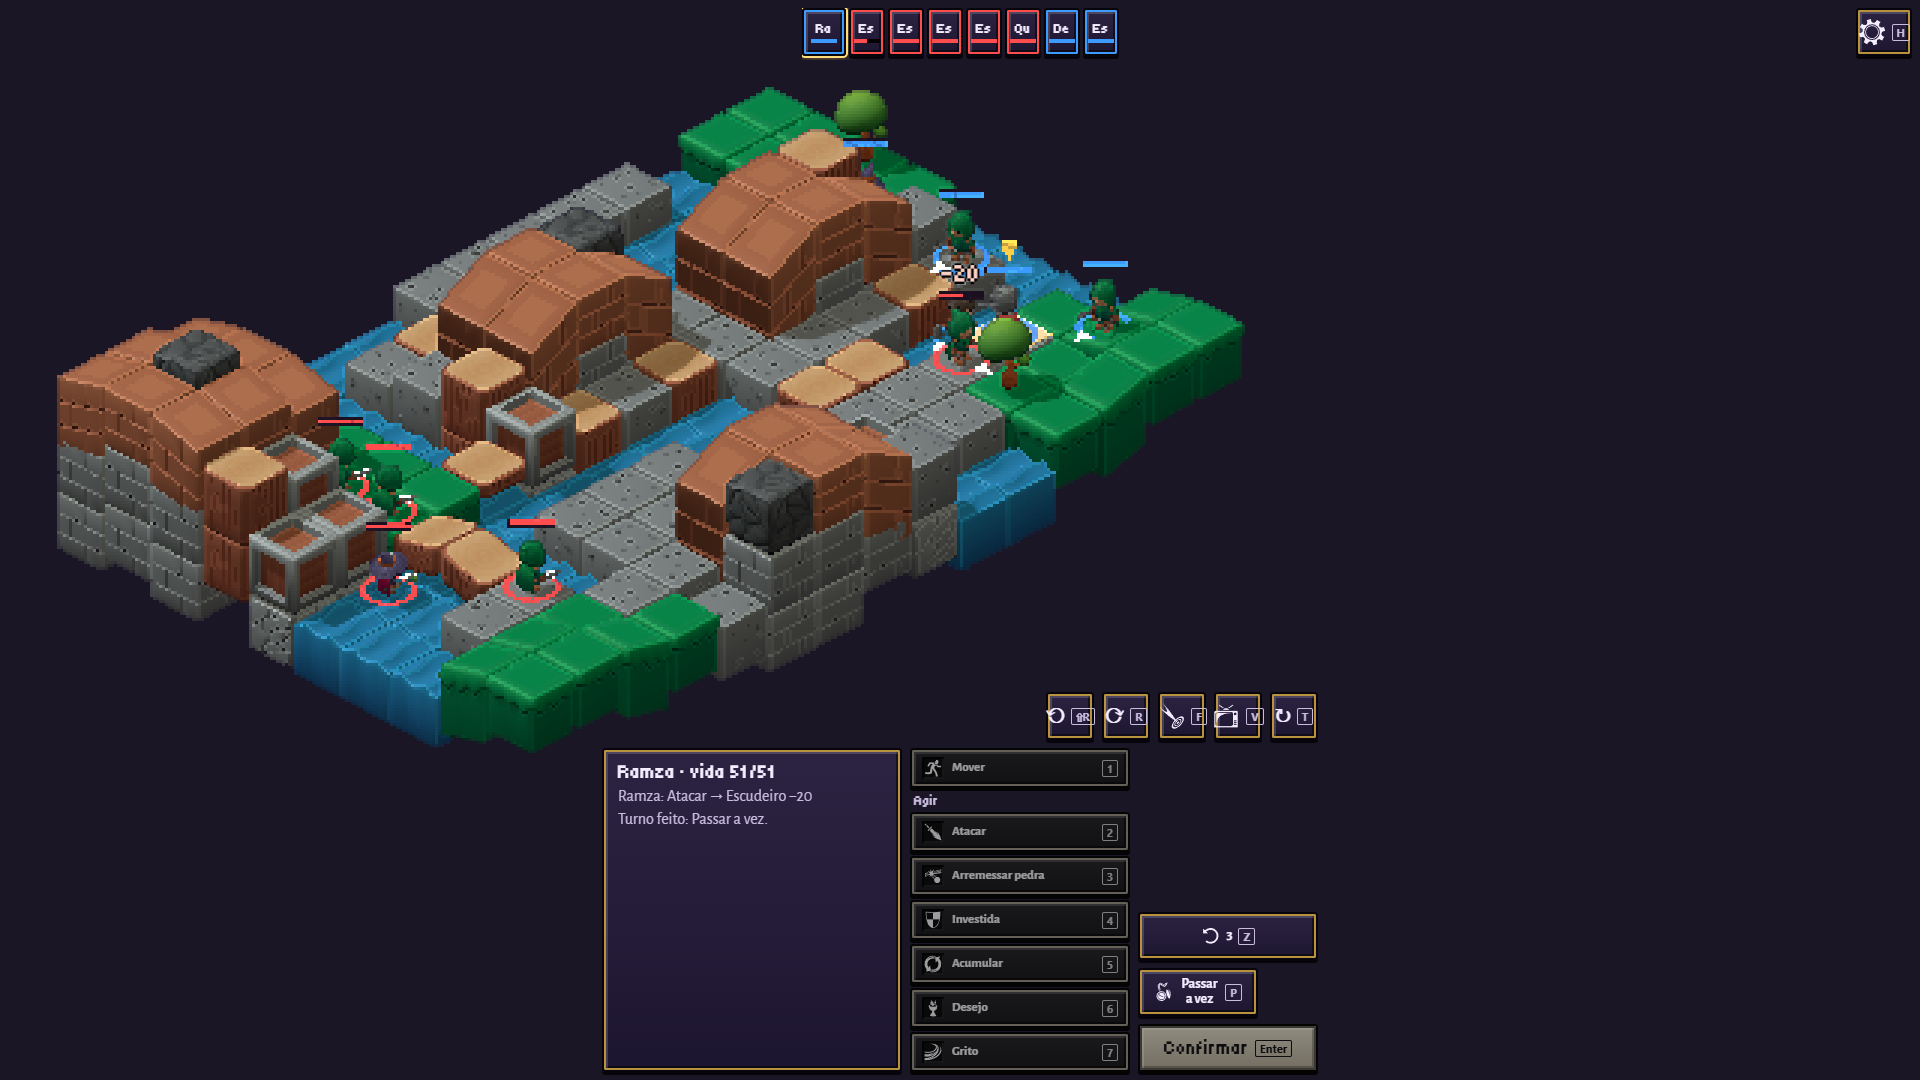 Ra Es Es Es Es Qu De Es
H
-20
⇧R R F V T
Ramza · vida 51/51
Ramza: Atacar → Escudeiro −20
Turno feito: Passar a vez.
Mover 1
Agir
Atacar 2
Arremessar pedra 3
Investida 4
Acumular 5
Desejo 6
Grito 7
3 Z
Passar
a vez P
Confirmar Enter